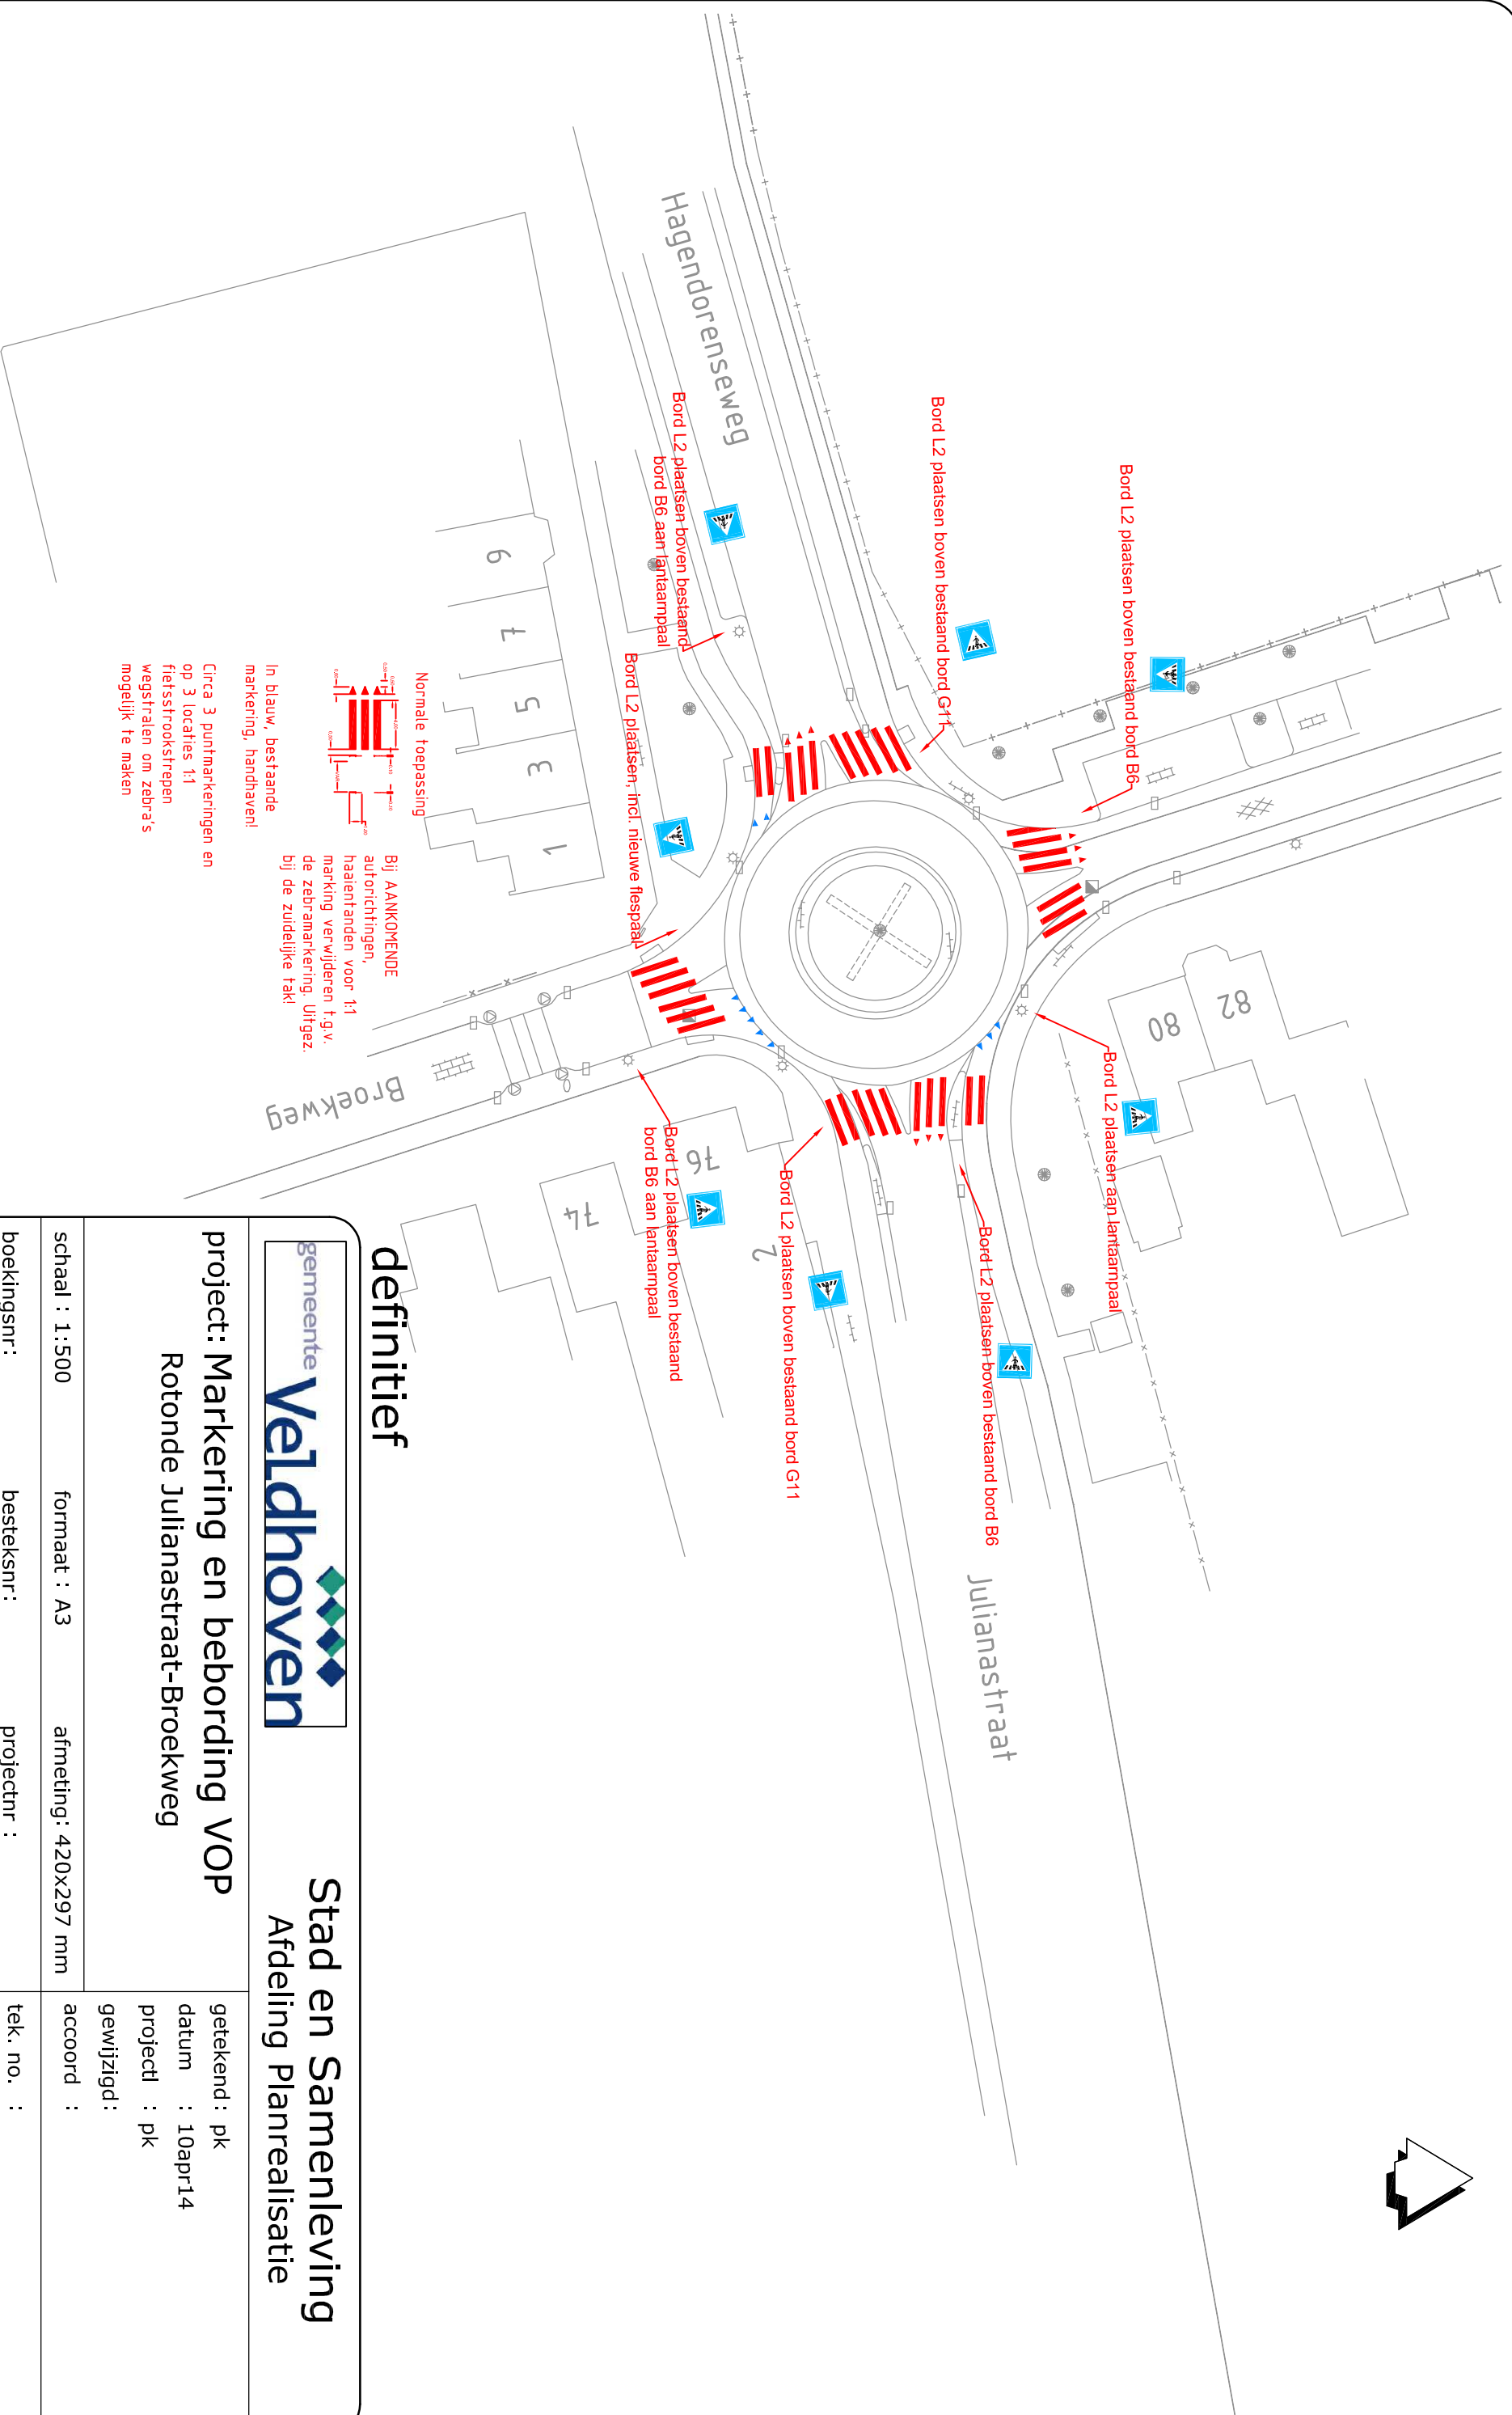 Hagendorenseweg
Bord L2 plaatsen boven bestaand
bord B6 aan lantaarnpaal
Bord L2 plaatsen boven bestaand bord G11
Bord L2 plaatsen boven bestaand bord B6
Bord L2 plaatsen, incl. nieuwe flespaal
9
7
5
3
1
82
80
Bord L2 plaatsen aan lantaarnpaal
Broekweg
76
74
2
Bord L2 plaatsen boven bestaand
bord B6 aan lantaarnpaal
Bord L2 plaatsen boven bestaand bord G11
Bord L2 plaatsen boven bestaand bord B6
Julianastraat
Normale toepassing
In blauw, bestaande
markering, handhaven!
Circa 3 puntmarkeringen en
op 3 locaties 1:1
fietsstrookstrepen
wegstralen om zebra's
mogelijk te maken
Bij AANKOMENDE
autorichtingen,
haaientanden voor 1:1
marking verwijderen t.g.v.
de zebramarkering. Uitgez.
bij de zuidelijke tak!
definitief
gemeente Veldhoven
Stad en Samenleving
Afdeling Planrealisatie
project: Markering en bebording VOP
Rotonde Julianastraat-Broekweg
getekend: pk
datum : 10apr14
projectl : pk
gewijzigd:
accoord :
schaal : 1:500 formaat : A3 afmeting: 420x297 mm
boekingsnr: besteksnr: projectnr : tek. no. :